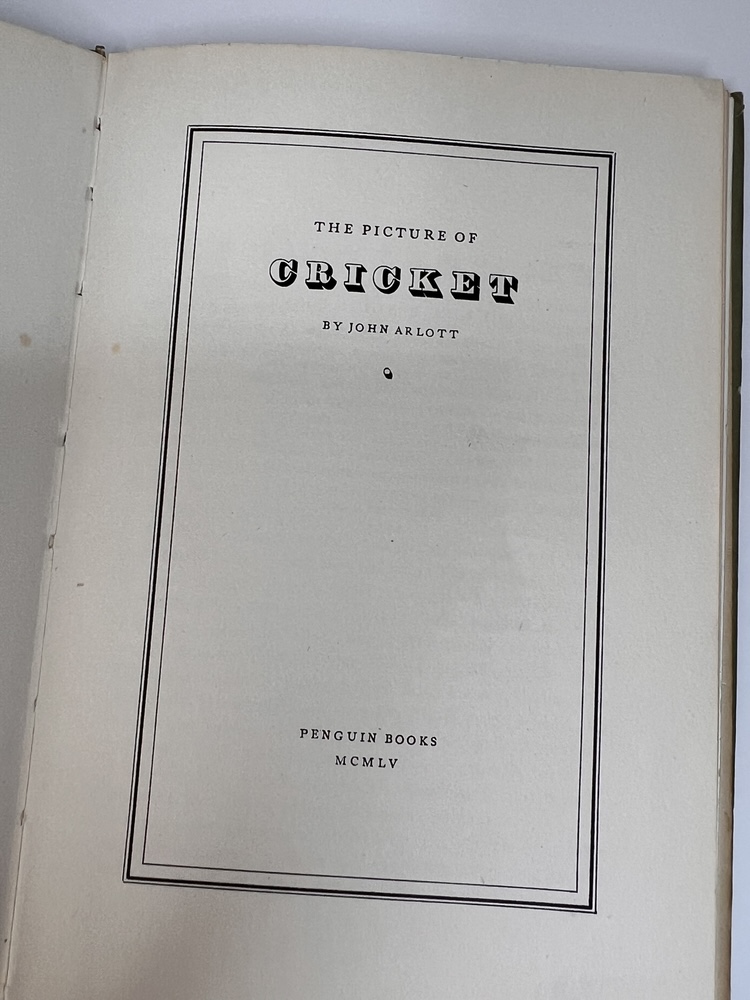 THE PICTURE OF
CRICKET
BY JOHN ARLOTT
PENGUIN BOOKS
MCMLV